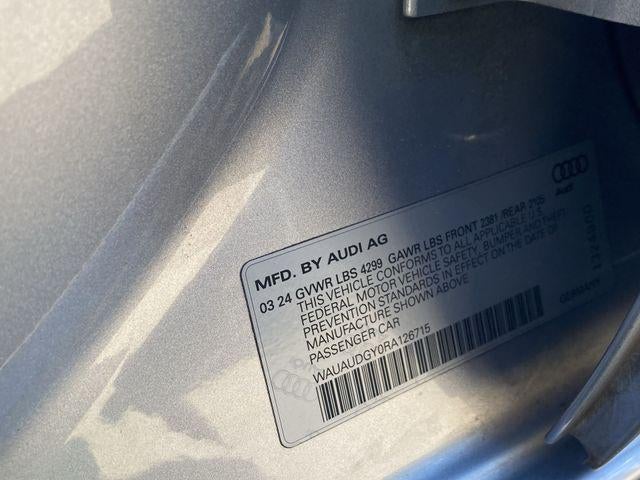 MFD. BY AUDI AG
03 24 GVWR LBS 4299 GAWR LBS FRONT 2381 /REAR 2105
THIS VEHICLE CONFORMS TO ALL APPLICABLE U.S.
FEDERAL MOTOR VEHICLE SAFETY, BUMPER AND THEFT
PREVENTION STANDARDS IN EFFECT ON THE DATE OF
MANUFACTURE SHOWN ABOVE
PASSENGER CAR
WAUAUDGY0RA126715
Audi
GERMANY